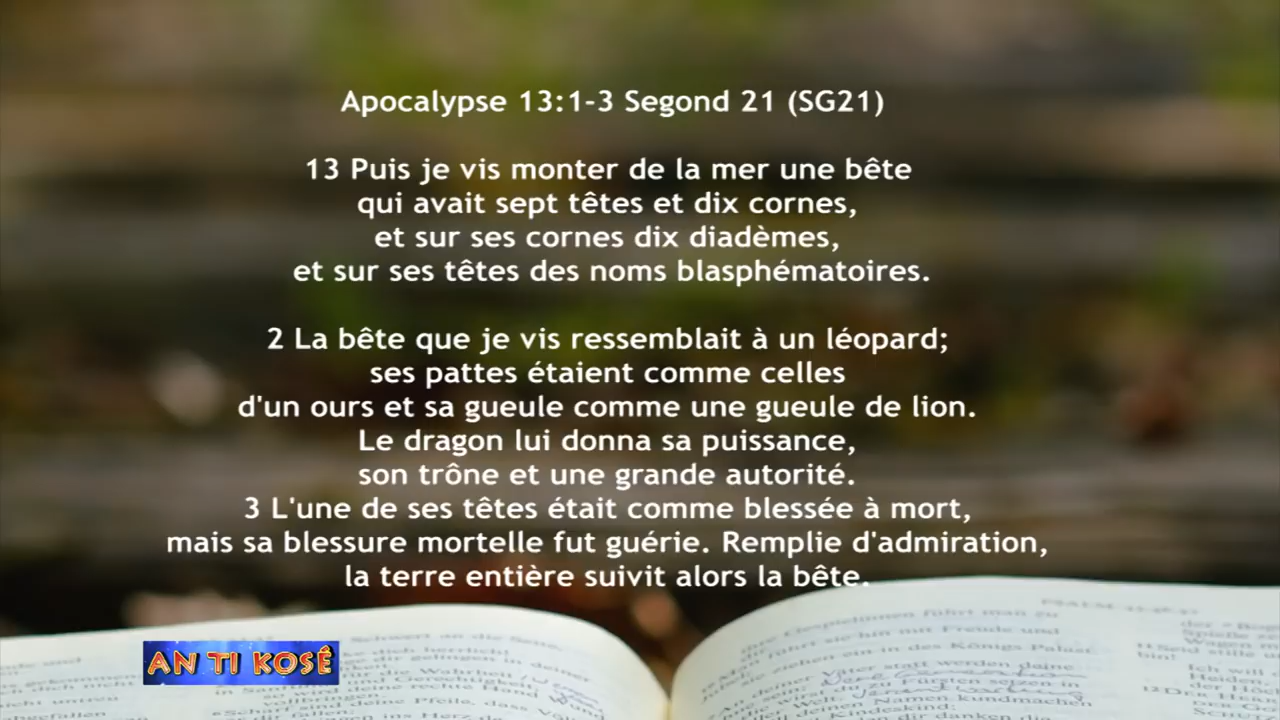 Apocalypse 13:1-3 Segond 21 (SG21)
13 Puis je vis monter de la mer une bête
qui avait sept têtes et dix cornes,
et sur ses cornes dix diadèmes,
et sur ses têtes des noms blasphématoires.
2 La bête que je vis ressemblait à un léopard;
ses pattes étaient comme celles
d'un ours et sa gueule comme une gueule de lion.
Le dragon lui donna sa puissance,
son trône et une grande autorité.
3 L'une de ses têtes était comme blessée à mort,
mais sa blessure mortelle fut guérie. Remplie d'admiration,
la terre entière suivit alors la bête.
AN TI KOSÉ